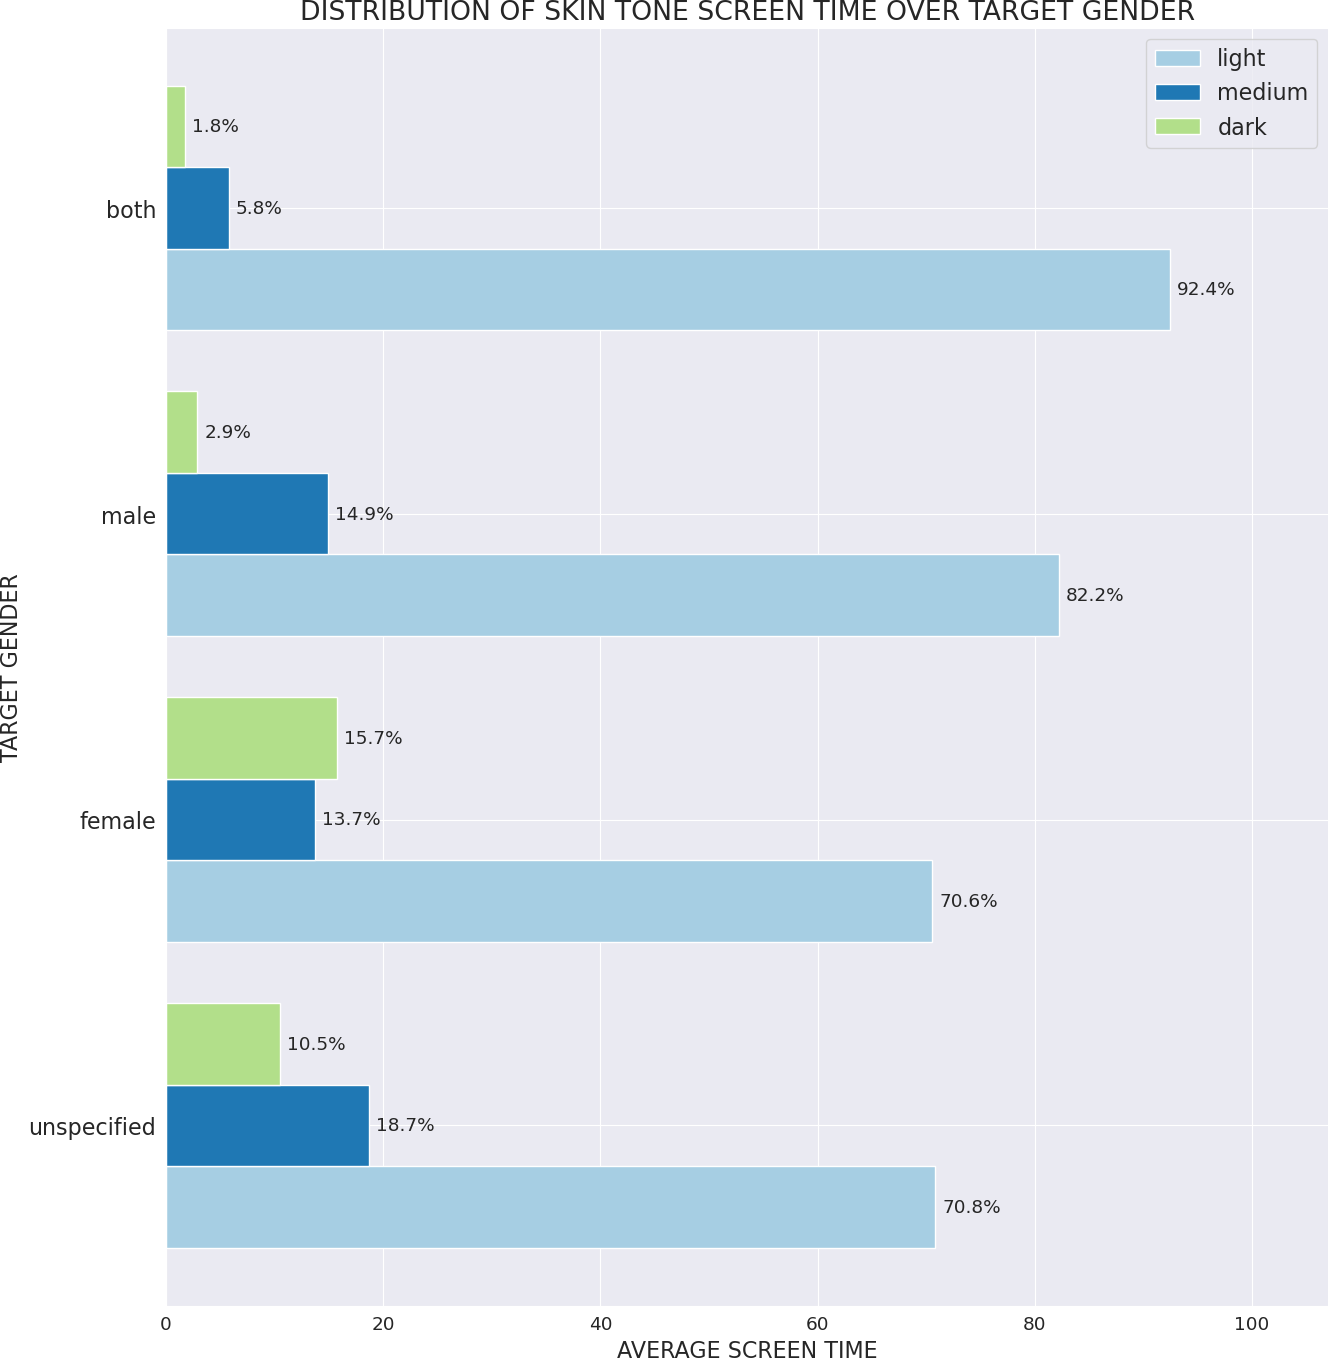 DISTRIBUTION OF SKIN TONE SCREEN TIME OVER TARGET GENDER
light
medium
dark
1.8%
both
5.8%
92.4%
2.9%
male
14.9%
82.2%
TARGET GENDER
15.7%
female
13.7%
70.6%
10.5%
unspecified
18.7%
70.8%
0 20 40 60 80 100
AVERAGE SCREEN TIME